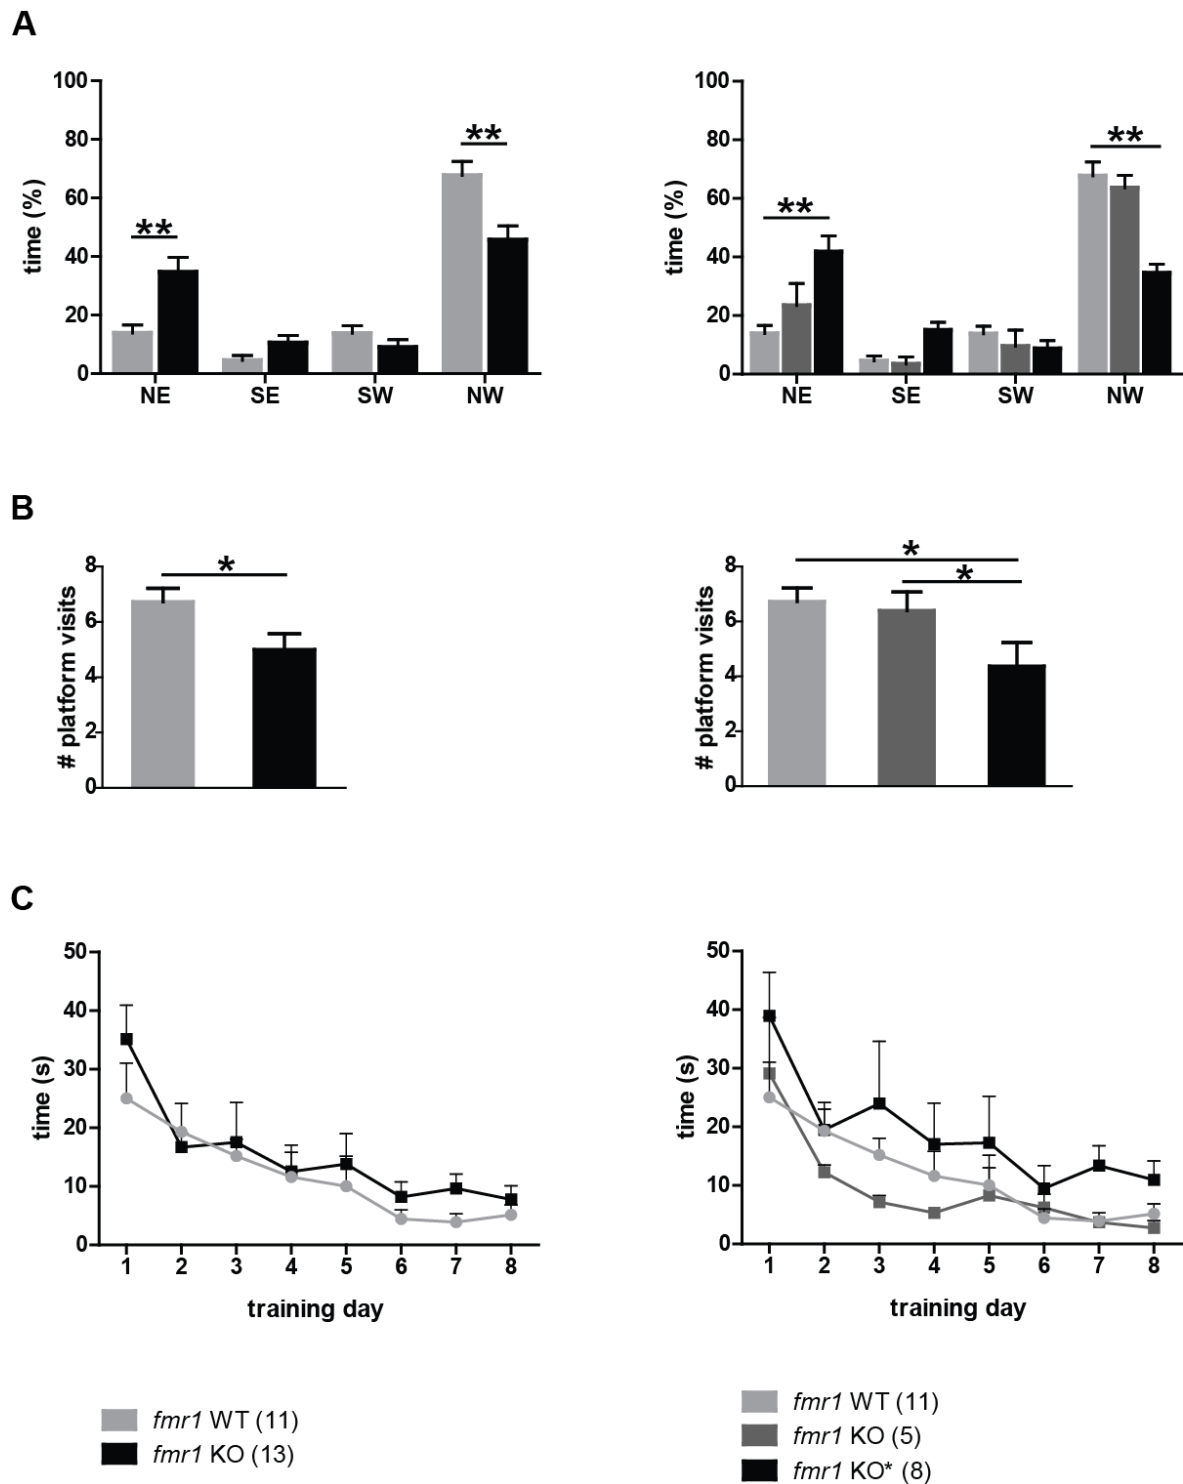 A
100
80
60
40
20
0
time (%)
**
**
NE SE SW NW
100
80
60
40
20
0
time (%)
**
**
NE SE SW NW
B
8
6
4
2
0
# platform visits
*
8
6
4
2
0
# platform visits
*
*
C
50
40
30
20
10
0
time (s)
1 2 3 4 5 6 7 8
training day
50
40
30
20
10
0
time (s)
1 2 3 4 5 6 7 8
training day
fmr1 WT (11)
fmr1 KO (13)
fmr1 WT (11)
fmr1 KO (5)
fmr1 KO* (8)